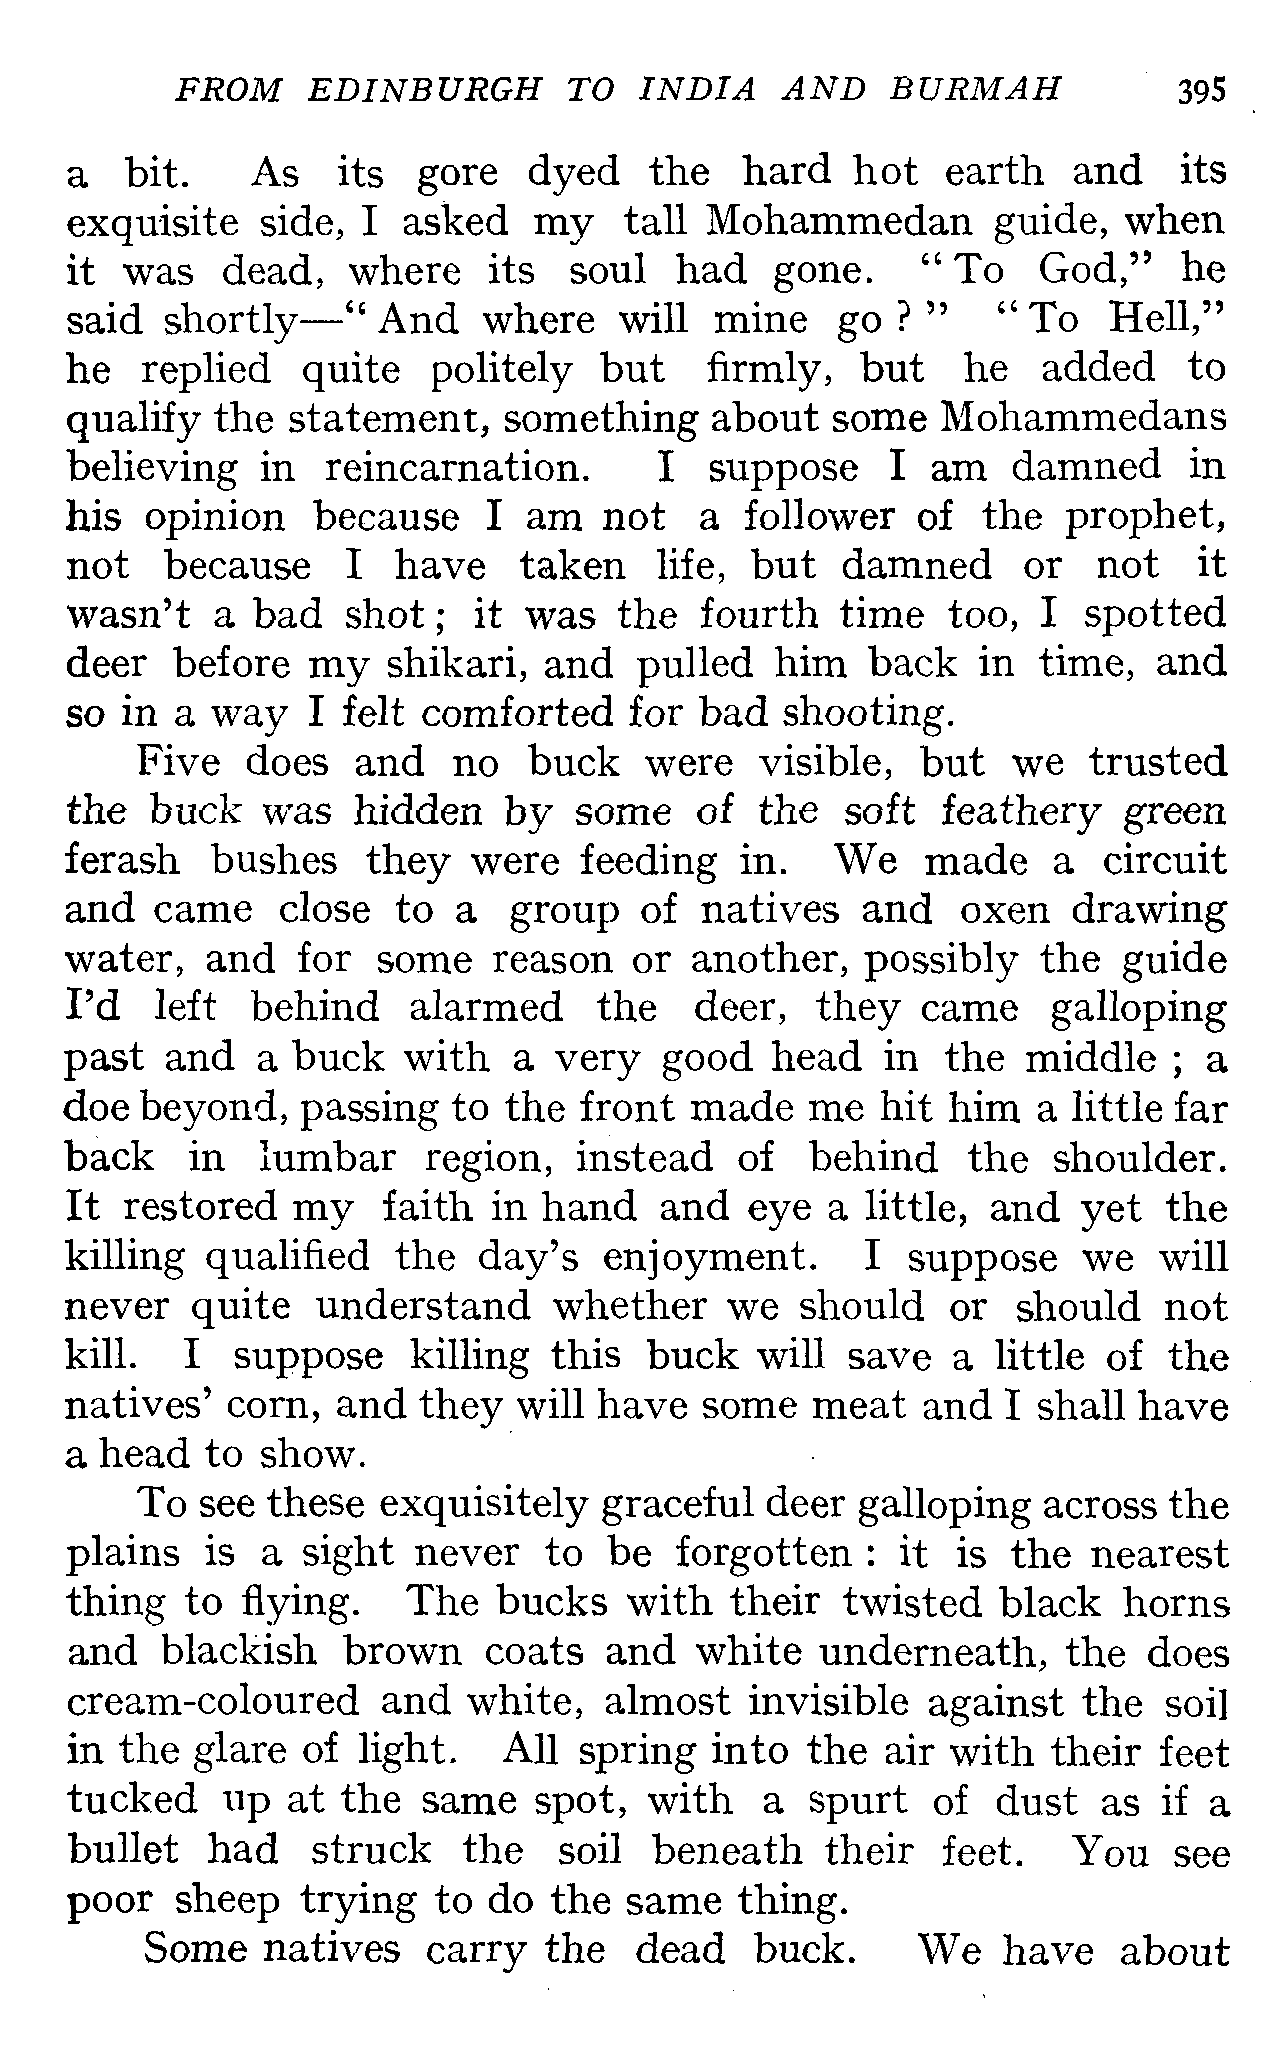 FROM EDINBURGH TO INDIA AND BURMAH 395
a bit. As its gore dyed the hard hot earth and its
exquisite side, I asked my tall Mohammedan guide, when
it was dead, where its soul had gone. “To God,” he
said shortly—“And where will mine go?” “To Hell,”
he replied quite politely but firmly, but he added to
qualify the statement, something about some Mohammedans
believing in reincarnation. I suppose I am damned in
his opinion because I am not a follower of the prophet,
not because I have taken life, but damned or not it
wasn’t a bad shot; it was the fourth time too, I spotted
deer before my shikari, and pulled him back in time, and
so in a way I felt comforted for bad shooting.
Five does and no buck were visible, but we trusted
the buck was hidden by some of the soft feathery green
ferash bushes they were feeding in. We made a circuit
and came close to a group of natives and oxen drawing
water, and for some reason or another, possibly the guide
I’d left behind alarmed the deer, they came galloping
past and a buck with a very good head in the middle; a
doe beyond, passing to the front made me hit him a little far
back in lumbar region, instead of behind the shoulder.
It restored my faith in hand and eye a little, and yet the
killing qualified the day’s enjoyment. I suppose we will
never quite understand whether we should or should not
kill. I suppose killing this buck will save a little of the
natives’ corn, and they will have some meat and I shall have
a head to show.
To see these exquisitely graceful deer galloping across the
plains is a sight never to be forgotten: it is the nearest
thing to flying. The bucks with their twisted black horns
and blackish brown coats and white underneath, the does
cream-coloured and white, almost invisible against the soil
in the glare of light. All spring into the air with their feet
tucked up at the same spot, with a spurt of dust as if a
bullet had struck the soil beneath their feet. You see
poor sheep trying to do the same thing.
Some natives carry the dead buck. We have about